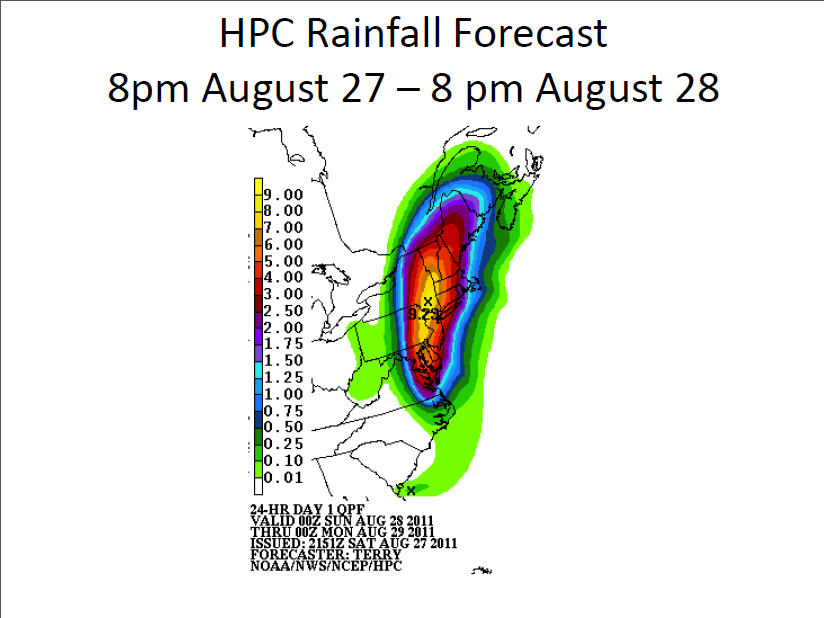 HPC Rainfall Forecast
8pm August 27 – 8 pm August 28
9.00
8.00
7.00
6.00
5.00
4.00
3.00
2.50
2.00
1.75
1.50
1.25
1.00
0.75
0.50
0.25
0.10
0.01
X
9.23
X
24-HR DAY 1 QPF
VALID 00Z SUN AUG 28 2011
THRU 00Z MON AUG 29 2011
ISSUED: 2151Z SAT AUG 27 2011
FORECASTER: TERRY
NOAA/NWS/NCEP/HPC